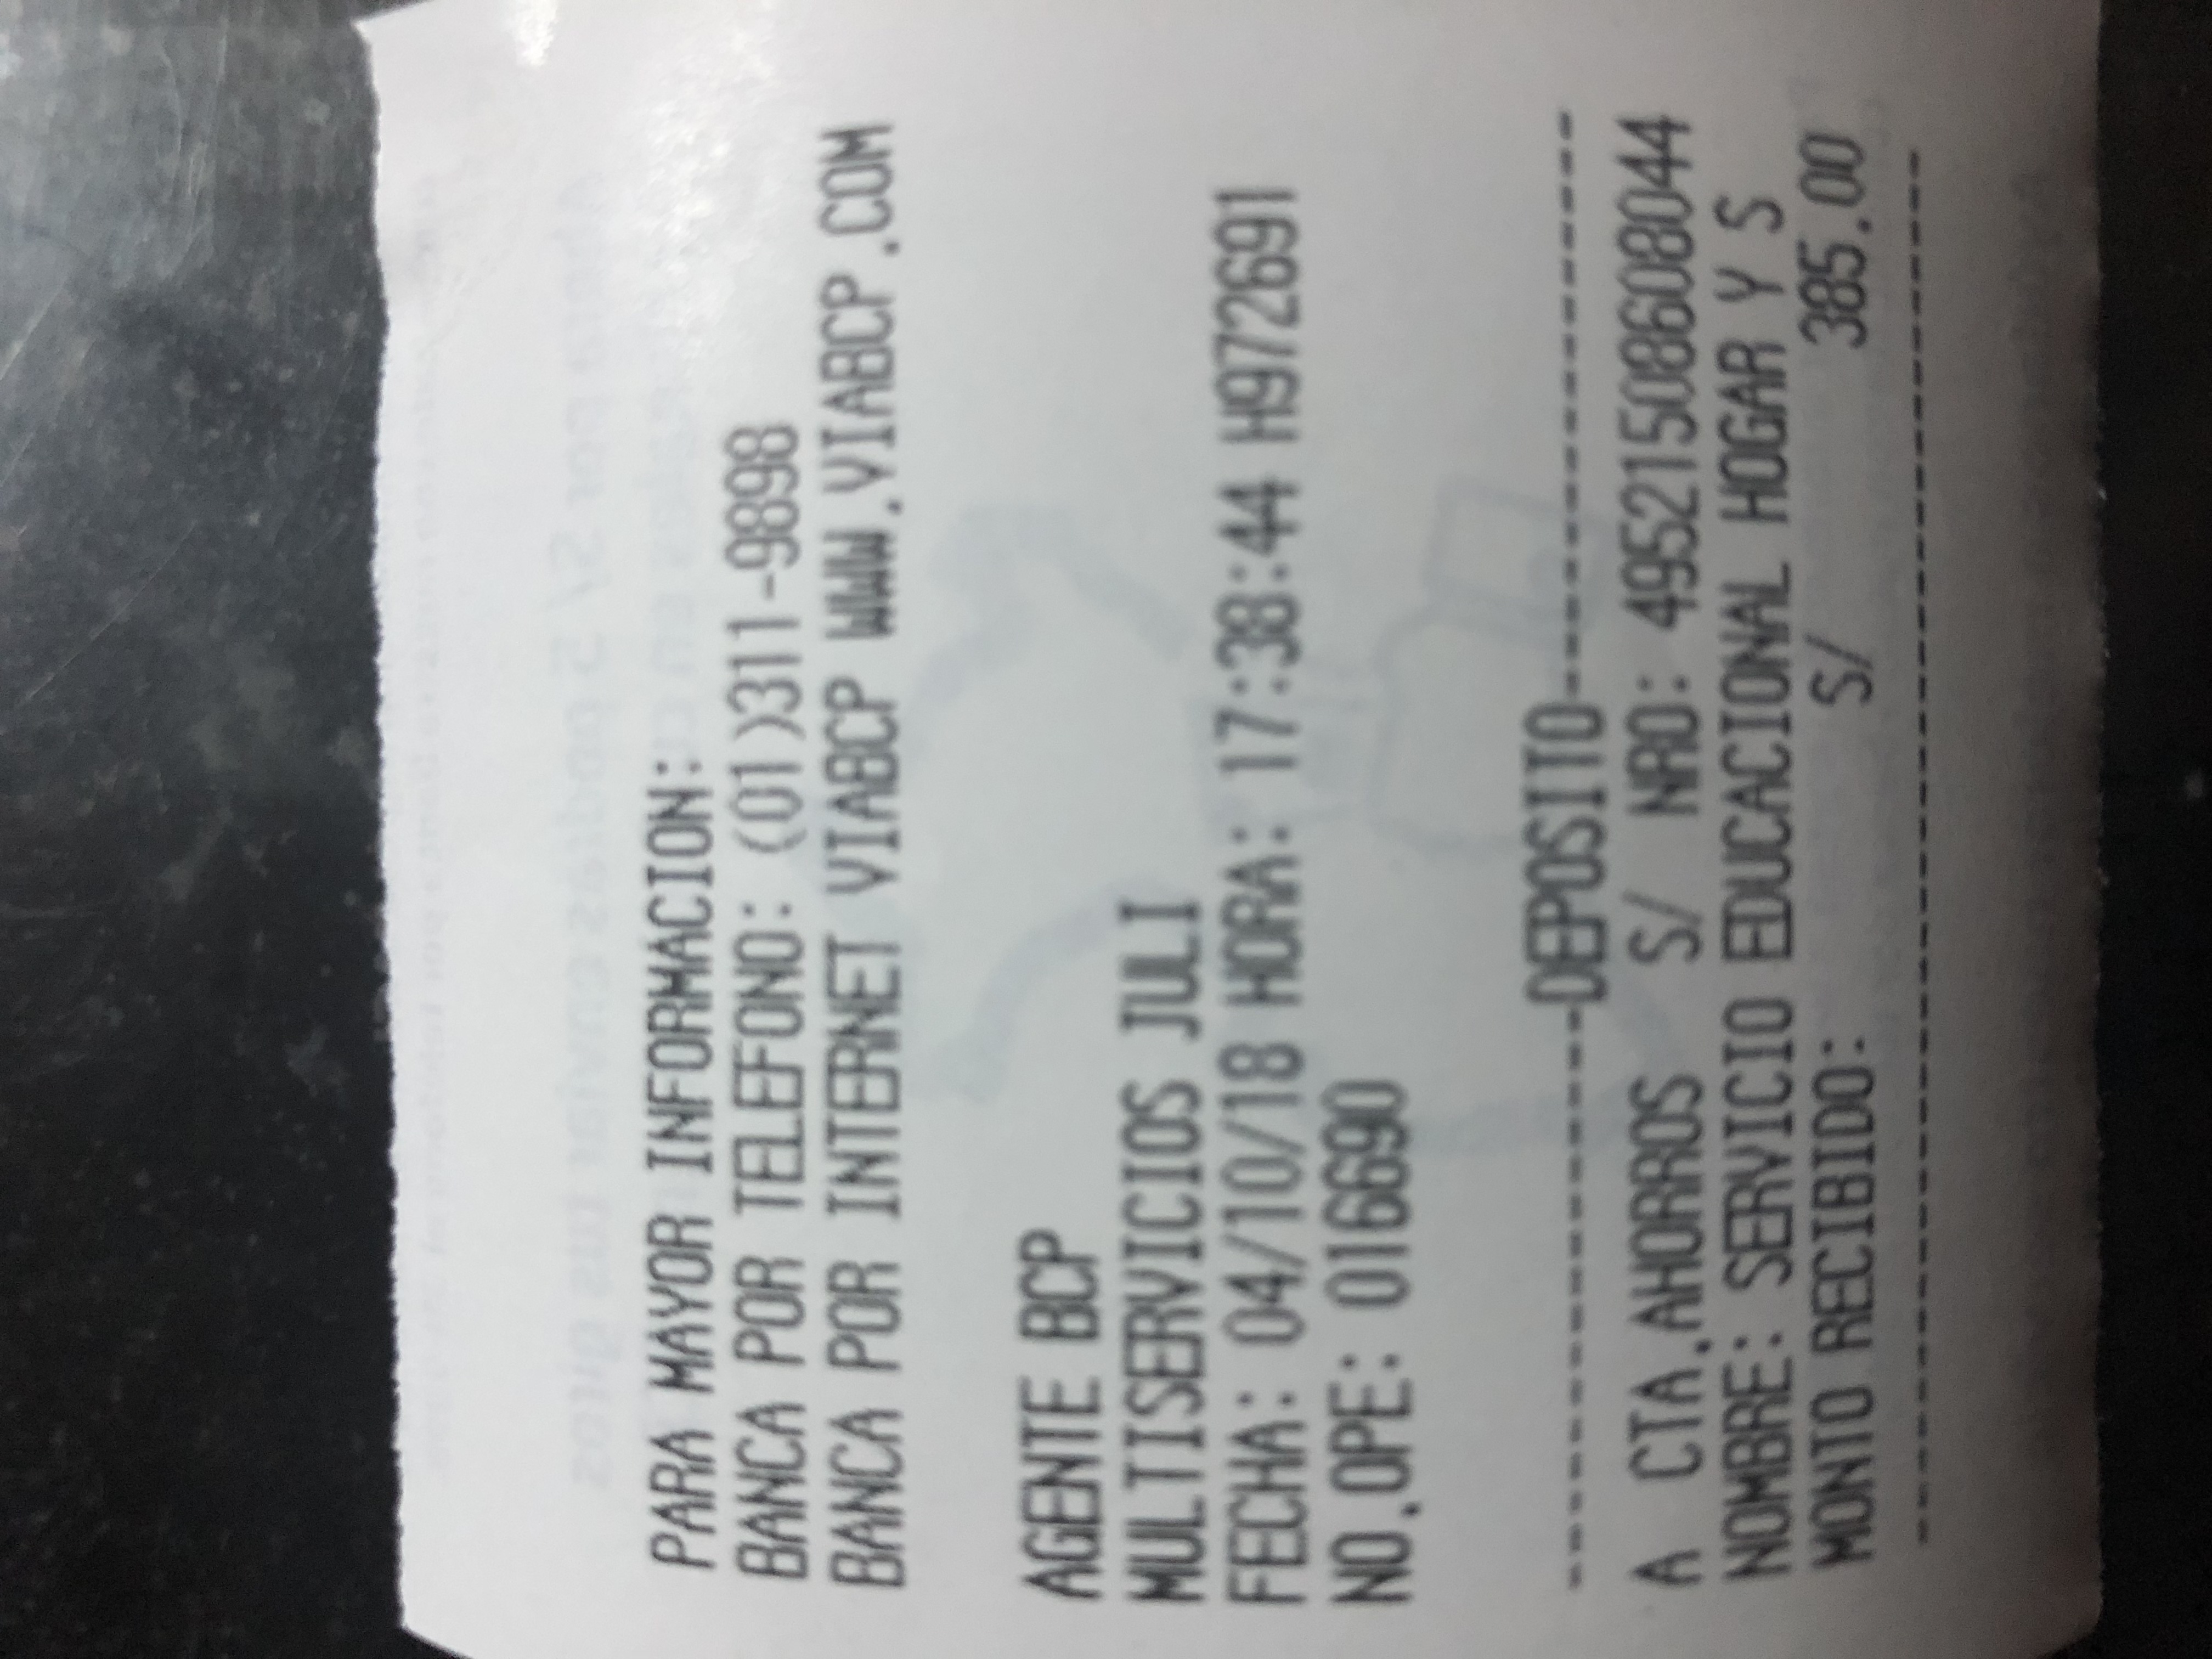 PARA MAYOR INFORMACION:
BANCA POR TELEFONO: (01)311-9898
BANCA POR INTERNET VIABCP WWW.VIABCP.COM
AGENTE BCP
MULTISERVICIOS JULI
FECHA: 04/10/18 HORA: 17:38:44 H972691
NO.OPE: 016690
----------DEPOSITO----------
A CTA.AHORROS S/ NRO: 49521508608044
NOMBRE: SERVICIO EDUCACIONAL HOGAR Y S
MONTO RECIBIDO: S/ 385.00